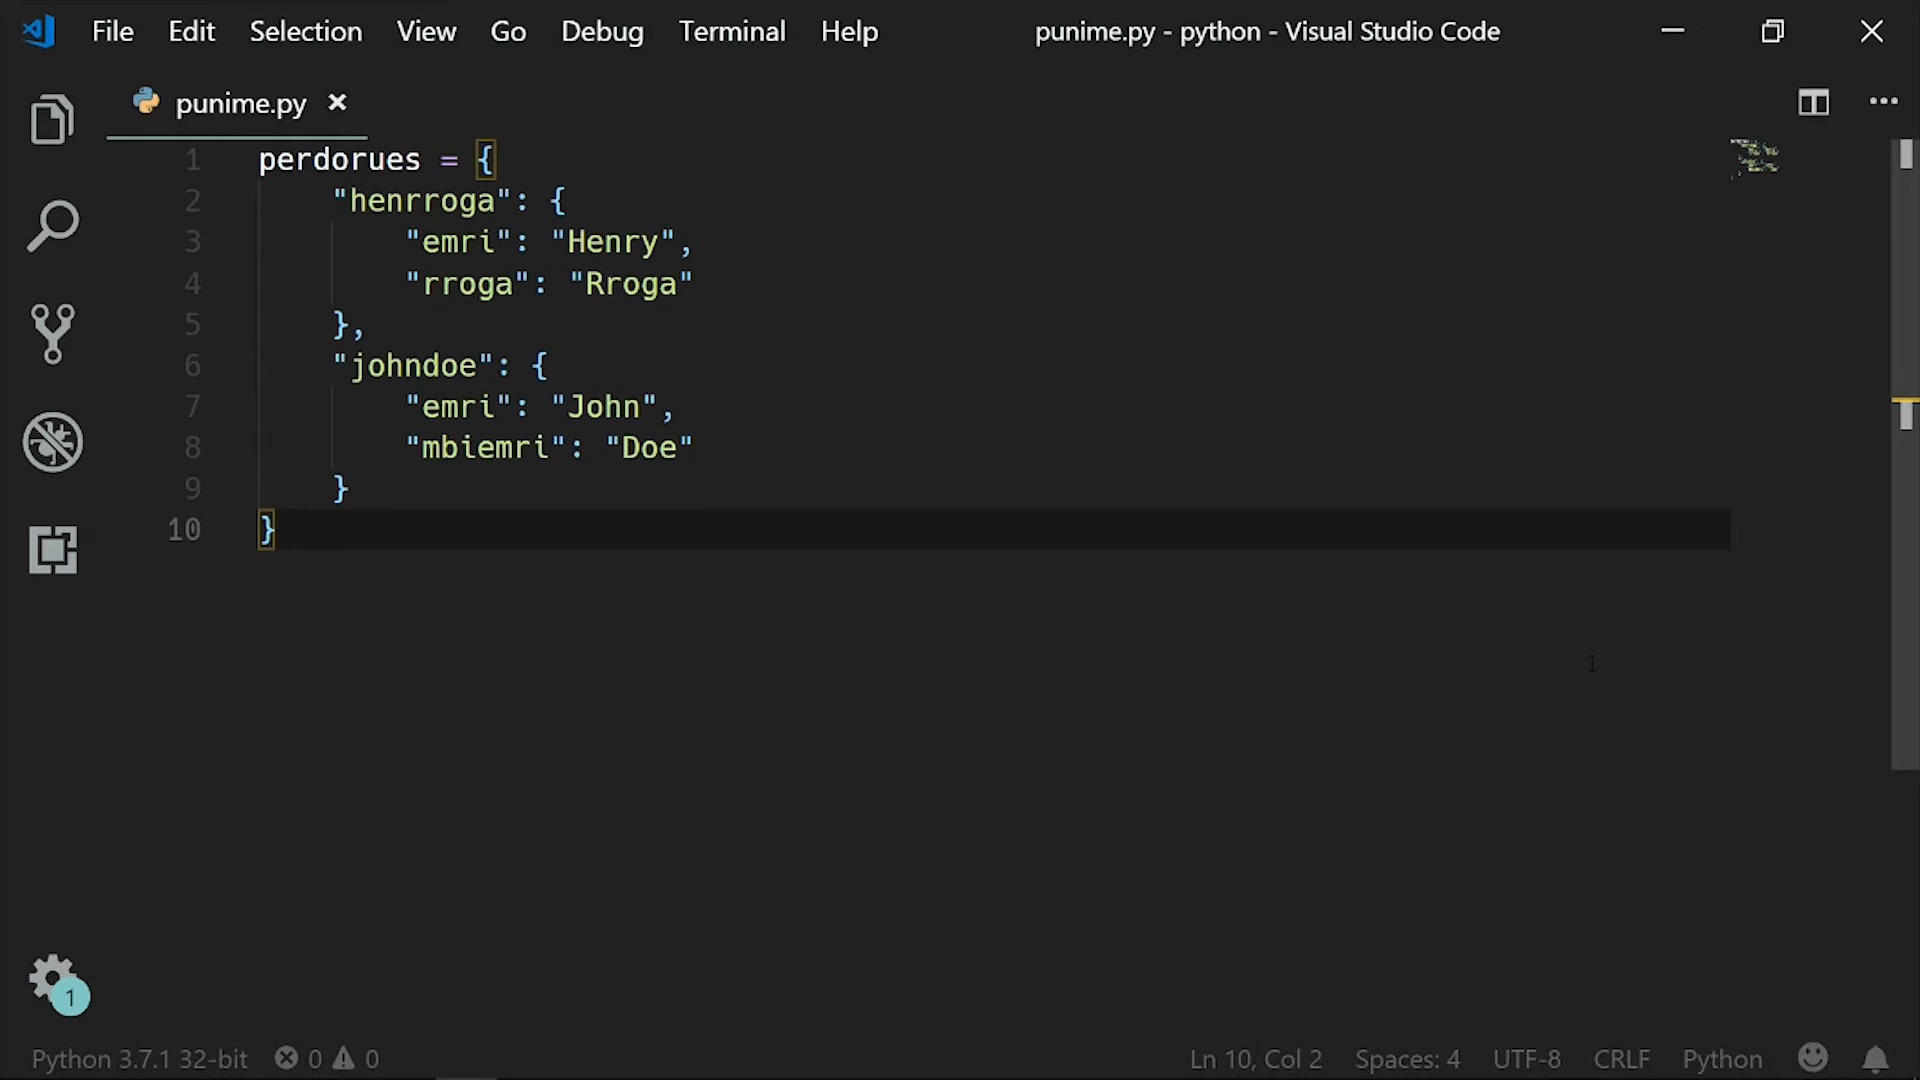 File Edit Selection View Go Debug Terminal Help punime.py - python - Visual Studio Code
punime.py
1 perdorues = {
2 "henrroga": {
3 "emri": "Henry",
4 "rroga": "Rroga"
5 },
6 "johndoe": {
7 "emri": "John",
8 "mbiemri": "Doe"
9 }
10 }
1
Python 3.7.1 32-bit 0 0 Ln 10, Col 2 Spaces: 4 UTF-8 CRLF Python